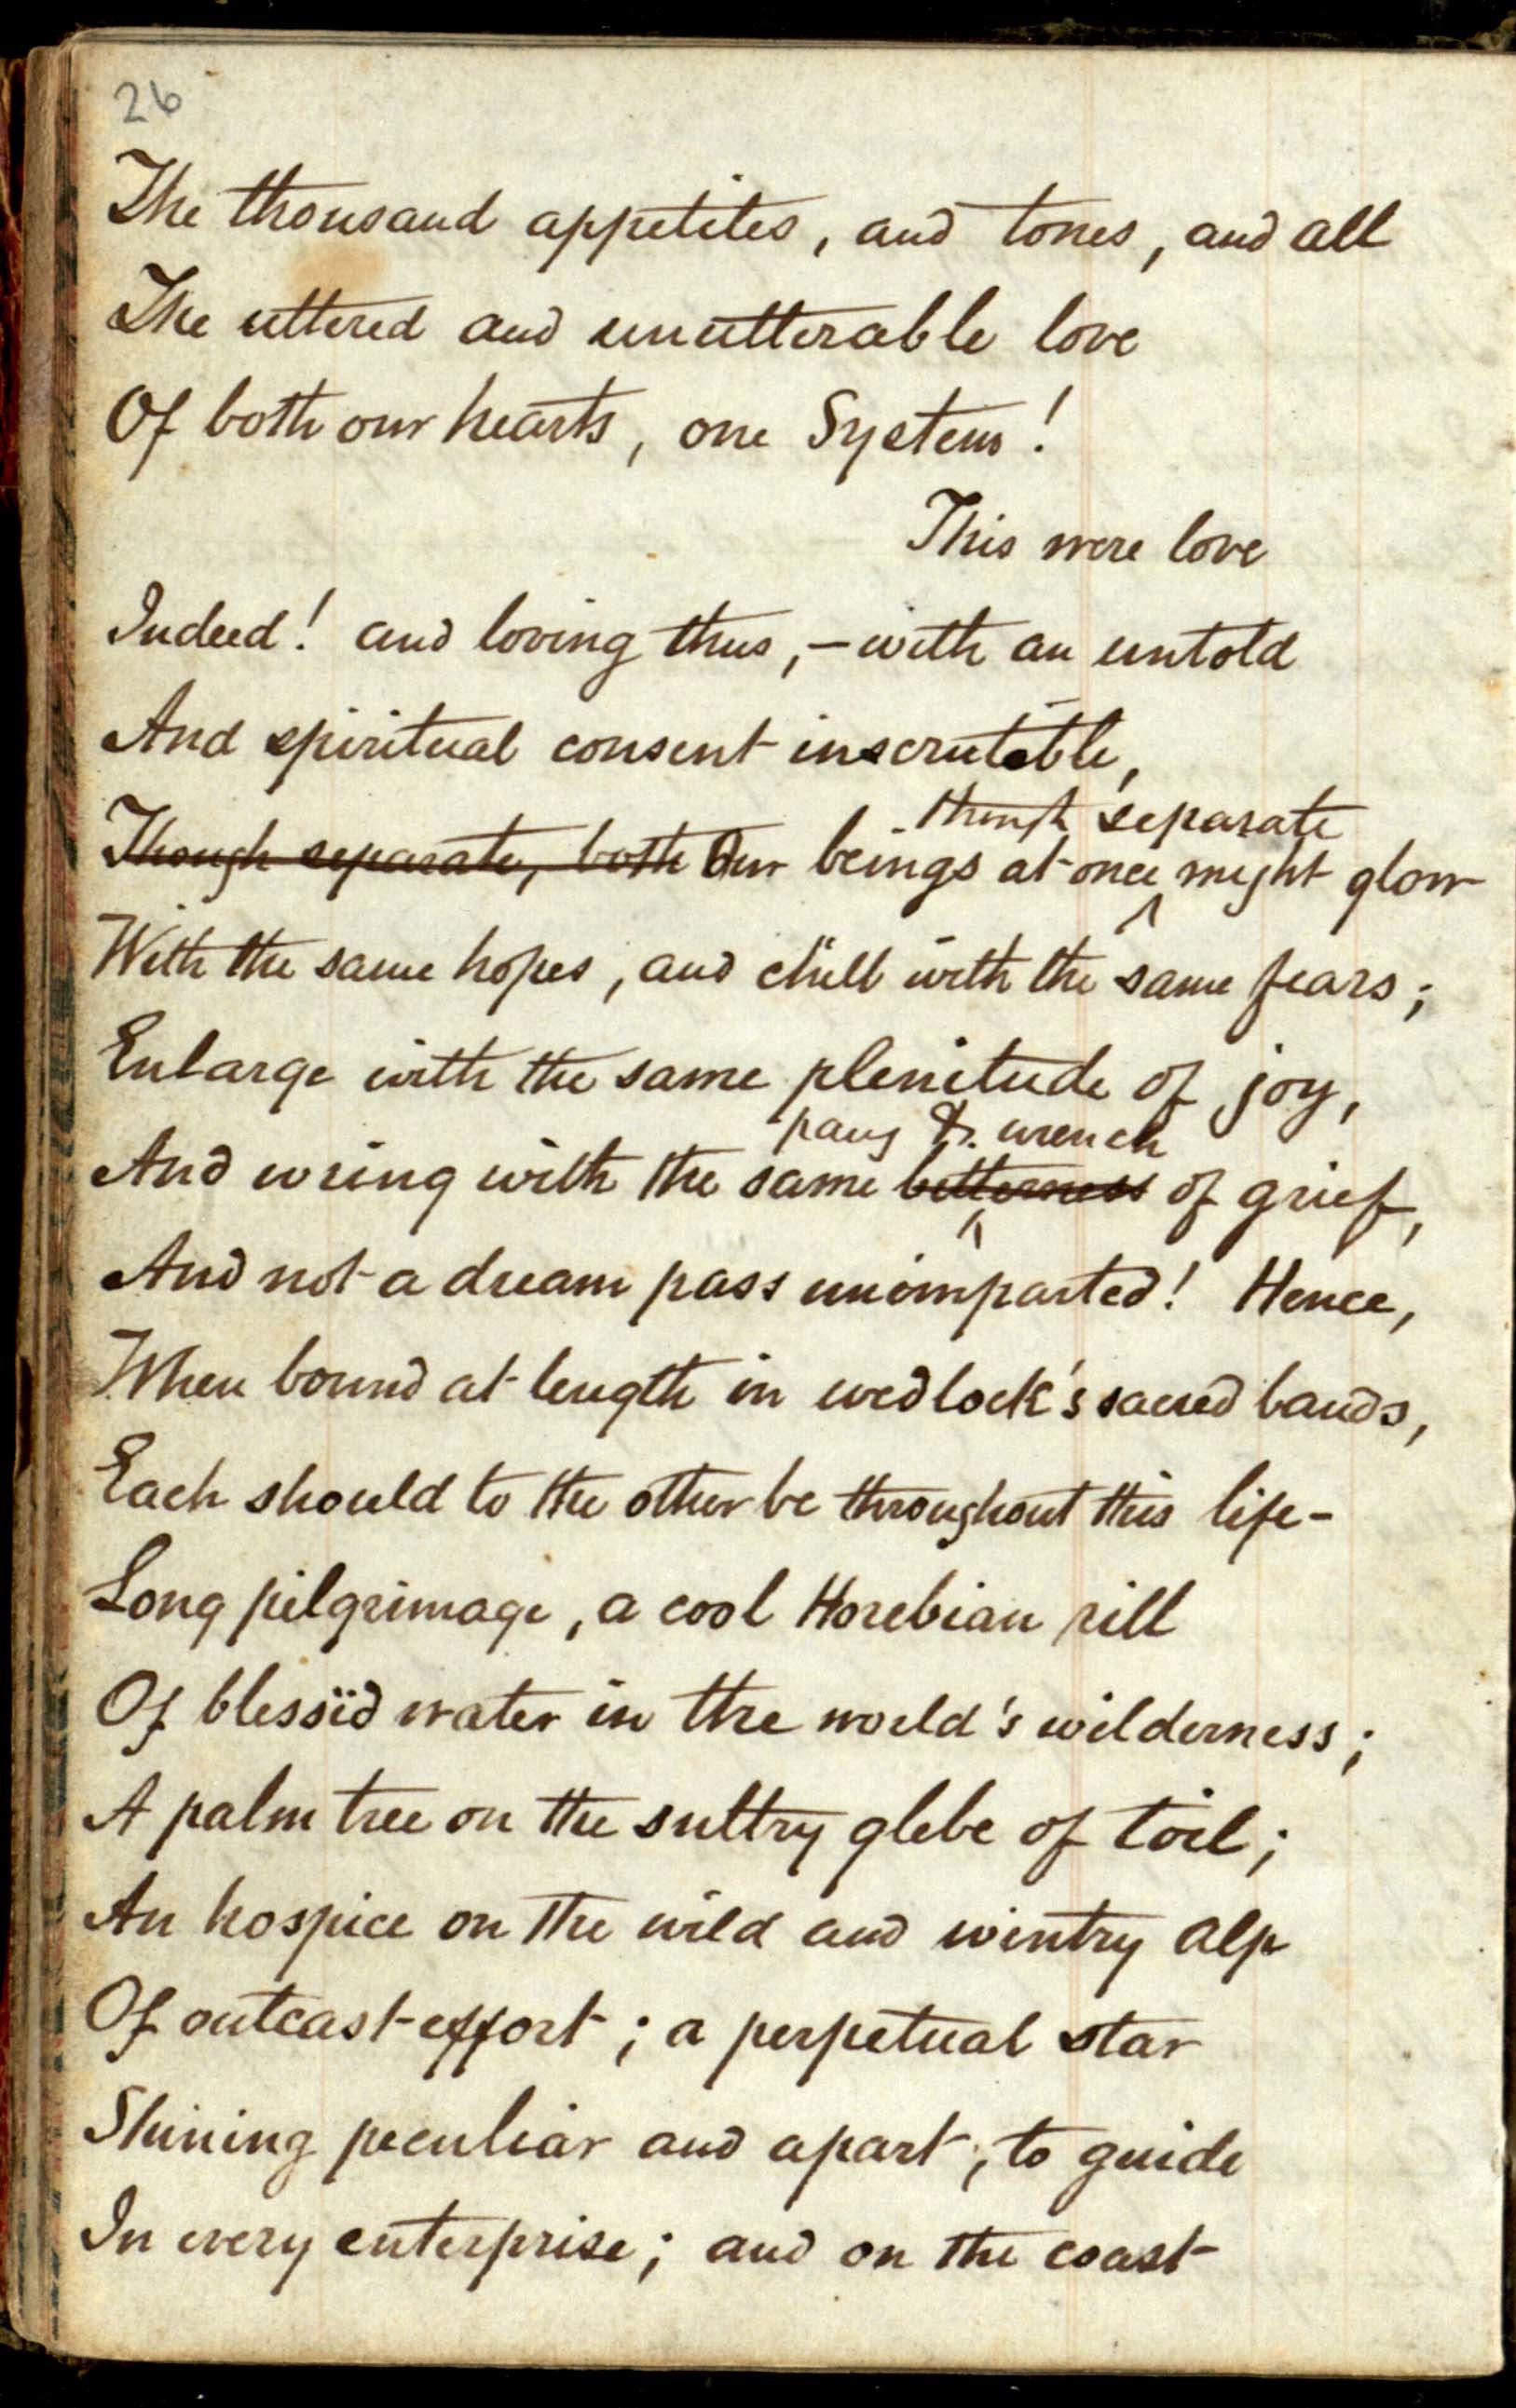 26
The thousand appetites, and tones, and all
The uttered and unutterable love
Of both our hearts, one System!
This were love
Indeed! and loving thus,—with an untold
And spiritual consent inscrutable,
though separate
Though separate, both Our beings at once might glow
With the same hopes, and chill with the same fears;
Enlarge with the same plenitude of joy,
pang & wrench
And wring with the same bitterness of grief,
And not a dream pass unimparted! Hence,
When bound at length in wedlock's sacred bands,
Each should to the other be throughout this life-
Long pilgrimage, a cool Horebian rill
Of blessïd water in the world's wilderness;
A palm tree on the sultry glebe of toil;
An hospice on the wild and wintry alp
Of outcast effort; a perpetual star
Shining peculiar and apart, to guide
In every enterprise; and on the coast